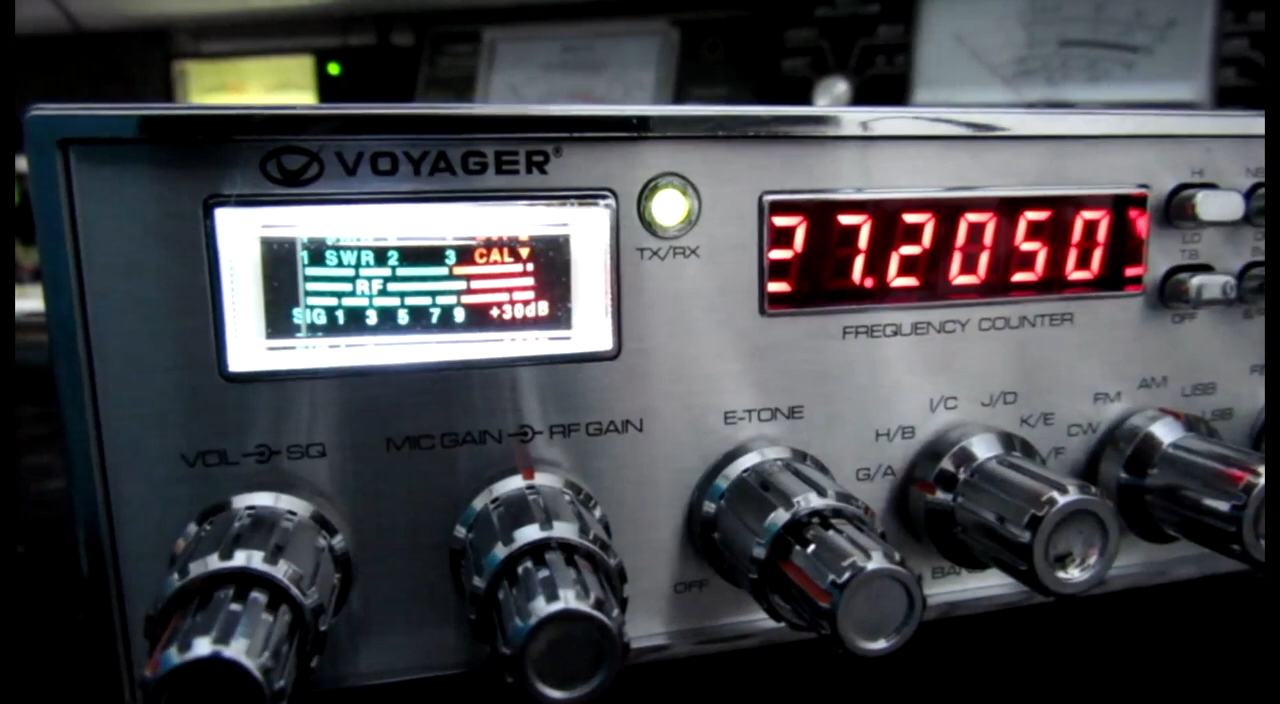 VOYAGER®
1 SWR 2 3 CAL▼
RF
SIG 1 3 5 7 9 +30dB
TX/RX
27.2050
FREQUENCY COUNTER
HI
LO
T.B.
OFF
VOL SQ
MIC GAIN RF GAIN
E-TONE
OFF
G/A
H/B
I/C
J/D
K/E
CW
FM
AM
USB